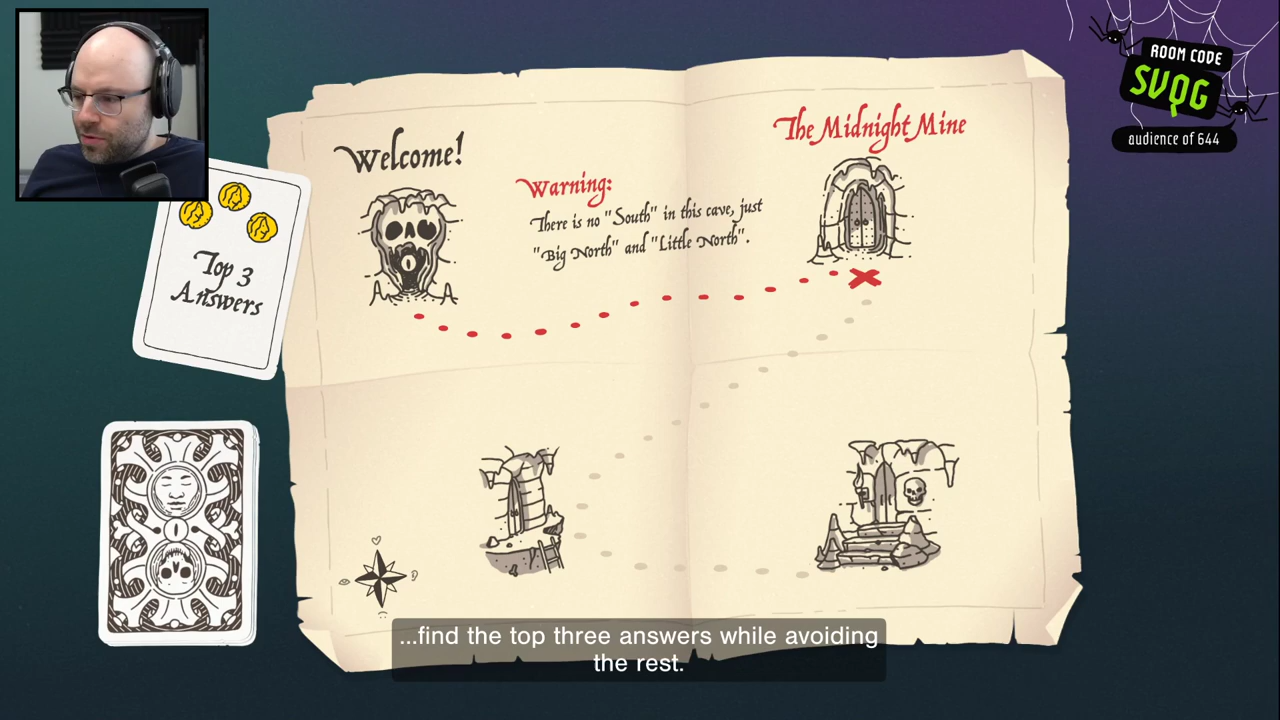 ROOM CODE
SVQG
audience of 644
Welcome!
The Midnight Mine
Warning:
There is no "South" in this cave, just
"Big North" and "Little North".
Top 3
Answers
...find the top three answers while avoiding
the rest.